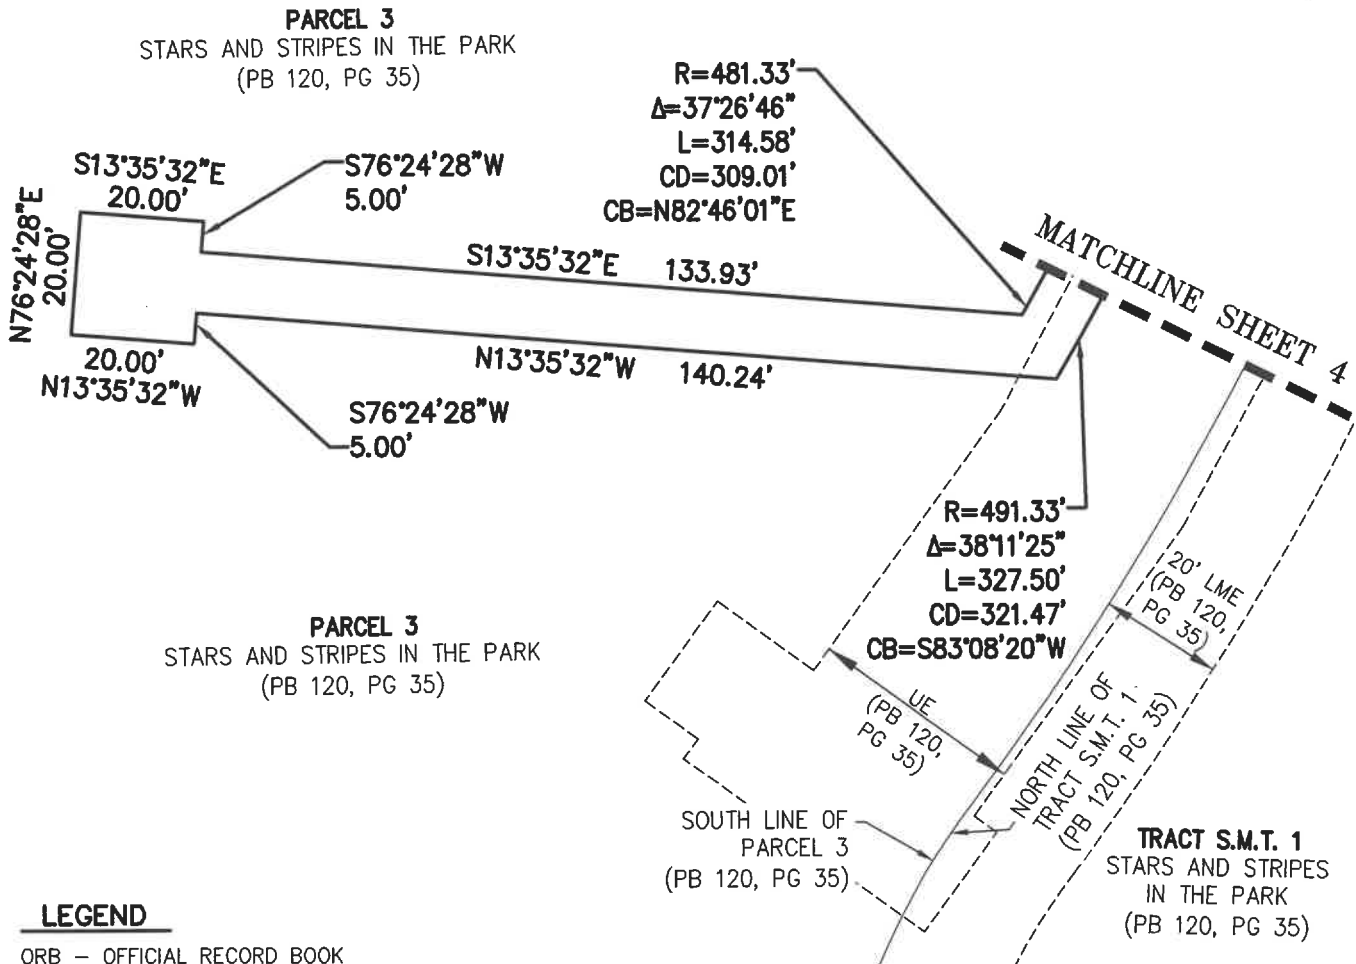 PARCEL 3
STARS AND STRIPES IN THE PARK
(PB 120, PG 35)
R=481.33'
Δ=37°26'46"
L=314.58'
CD=309.01'
CB=N82°46'01"E
S13°35'32"E
20.00'
S76°24'28"W
5.00'
N76°24'28"E
20.00'
S13°35'32"E 133.93'
MATCHLINE SHEET 4
20.00'
N13°35'32"W
N13°35'32"W 140.24'
S76°24'28"W
5.00'
R=491.33'
Δ=38°11'25"
L=327.50'
CD=321.47'
CB=S83°08'20"W
20' LME
(PB 120,
PG 35)
PARCEL 3
STARS AND STRIPES IN THE PARK
(PB 120, PG 35)
UE
(PB 120,
PG 35)
NORTH LINE OF
TRACT S.M.T. 1
(PB 120, PG 35)
SOUTH LINE OF
PARCEL 3
(PB 120, PG 35)
TRACT S.M.T. 1
STARS AND STRIPES
IN THE PARK
(PB 120, PG 35)
LEGEND
ORB – OFFICIAL RECORD BOOK